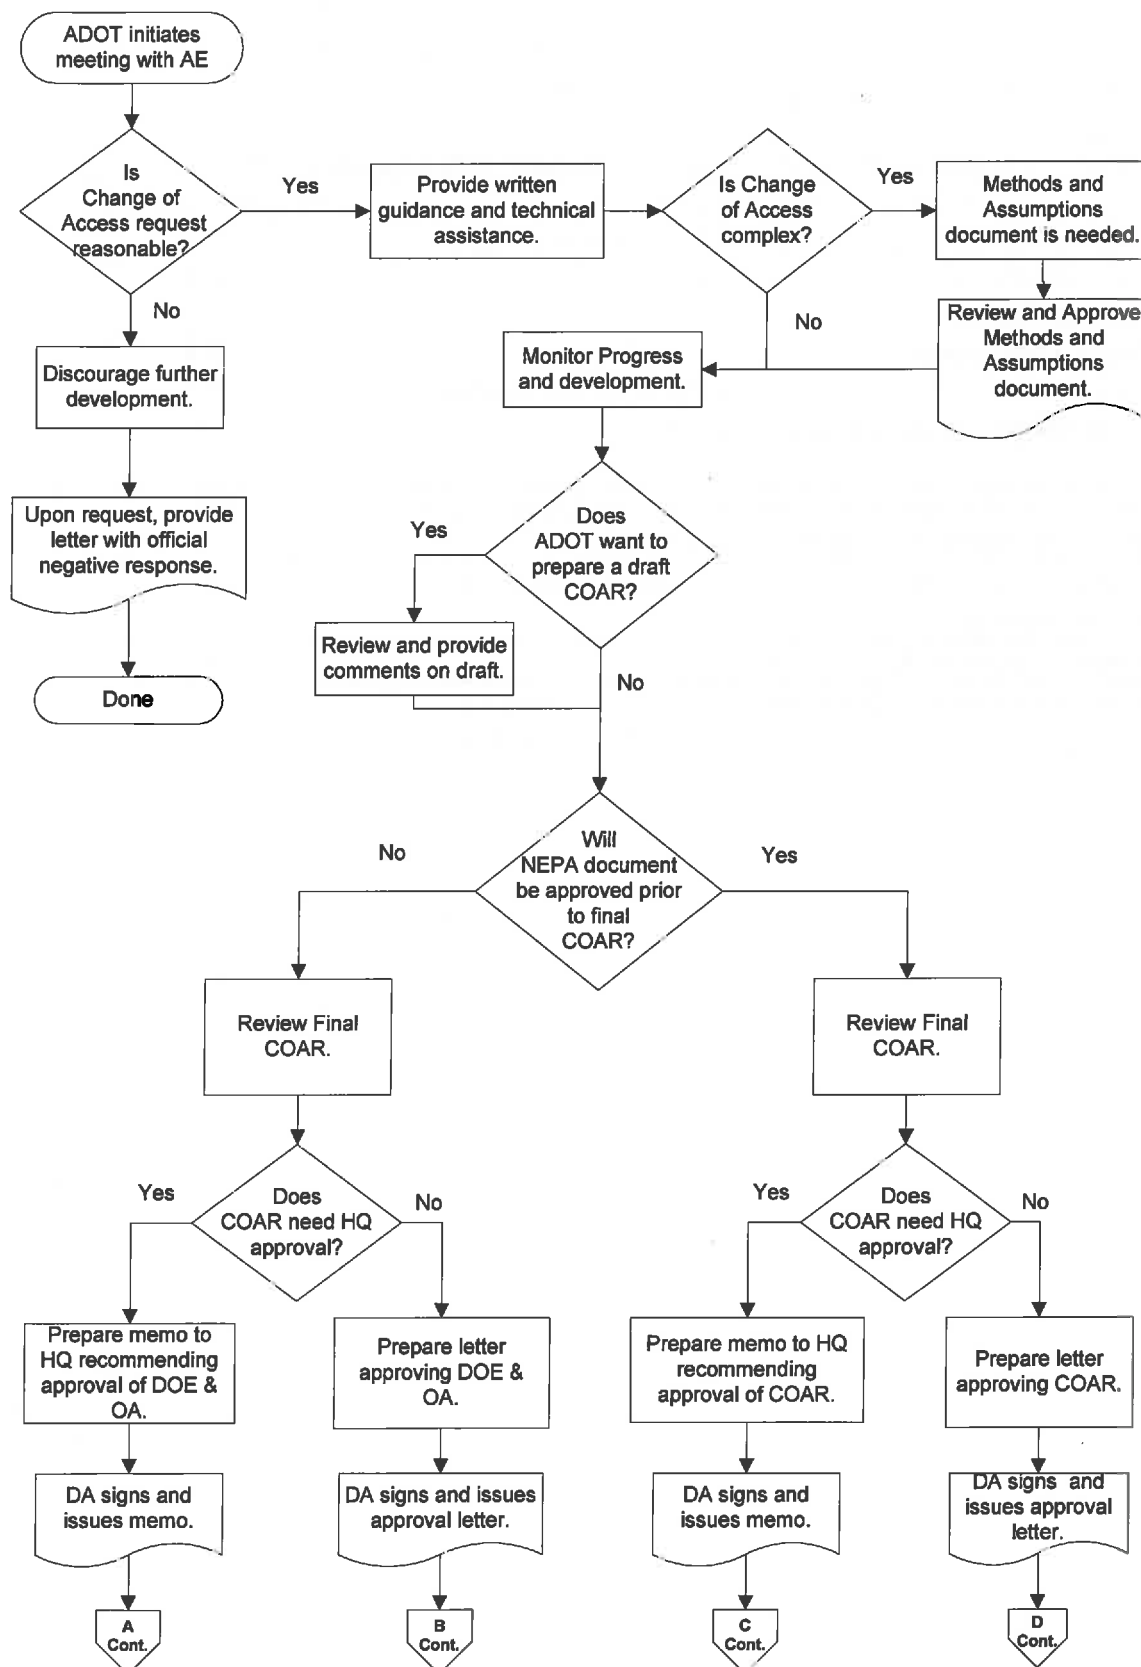 ADOT initiates
meeting with AE
Is
Change of
Access request
reasonable?
Yes
Provide written
guidance and technical
assistance.
Is Change
of Access
complex?
Yes
Methods and
Assumptions
document is needed.
No
No
Review and Approve
Methods and
Assumptions
document.
Discourage further
development.
Monitor Progress
and development.
Upon request, provide
letter with official
negative response.
Yes
Does
ADOT want to
prepare a draft
COAR?
Review and provide
comments on draft.
No
Done
Will
NEPA document
be approved prior
to final
COAR?
No
Yes
Review Final
COAR.
Review Final
COAR.
Yes
Does
COAR need HQ
approval?
No
Yes
Does
COAR need HQ
approval?
No
Prepare memo to
HQ recommending
approval of DOE &
OA.
Prepare letter
approving DOE &
OA.
Prepare memo to HQ
recommending
approval of COAR.
Prepare letter
approving COAR.
DA signs and
issues memo.
DA signs and issues
approval letter.
DA signs and
issues memo.
DA signs and
issues approval
letter.
A
Cont.
B
Cont.
C
Cont.
D
Cont.